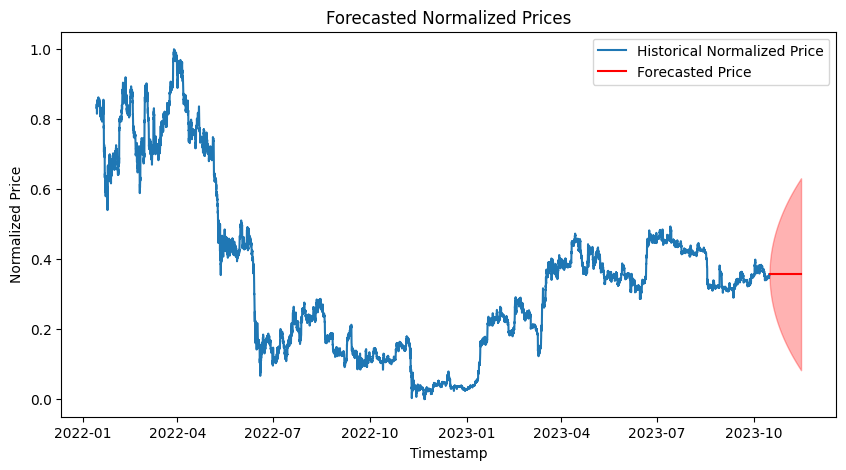 Forecasted Normalized Prices
Historical Normalized Price
Forecasted Price
Normalized Price
1.0
0.8
0.6
0.4
0.2
0.0
2022-01 2022-04 2022-07 2022-10 2023-01 2023-04 2023-07 2023-10
Timestamp